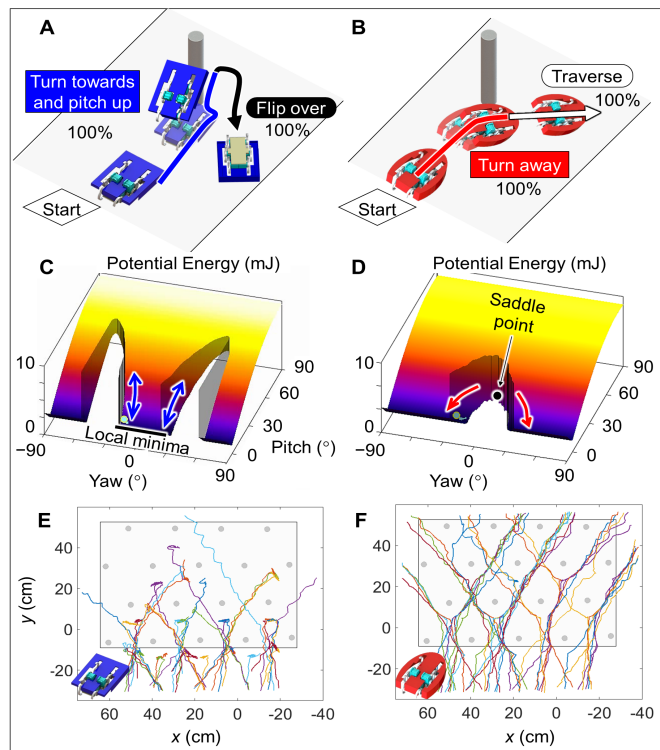 A
Turn towards
and pitch up
100%
Flip over
100%
Start
B
Traverse
100%
Turn away
100%
Start
C
Potential Energy (mJ)
10
0
−90
0
90
Yaw (°)
Local minima
0
30
60
90
Pitch (°)
D
Potential Energy (mJ)
Saddle
point
10
0
−90
0
90
Yaw (°)
0
30
60
90
E
40
20
0
-20
y (cm)
60
40
20
0
-20
-40
x (cm)
F
40
20
0
-20
60
40
20
0
-20
-40
x (cm)